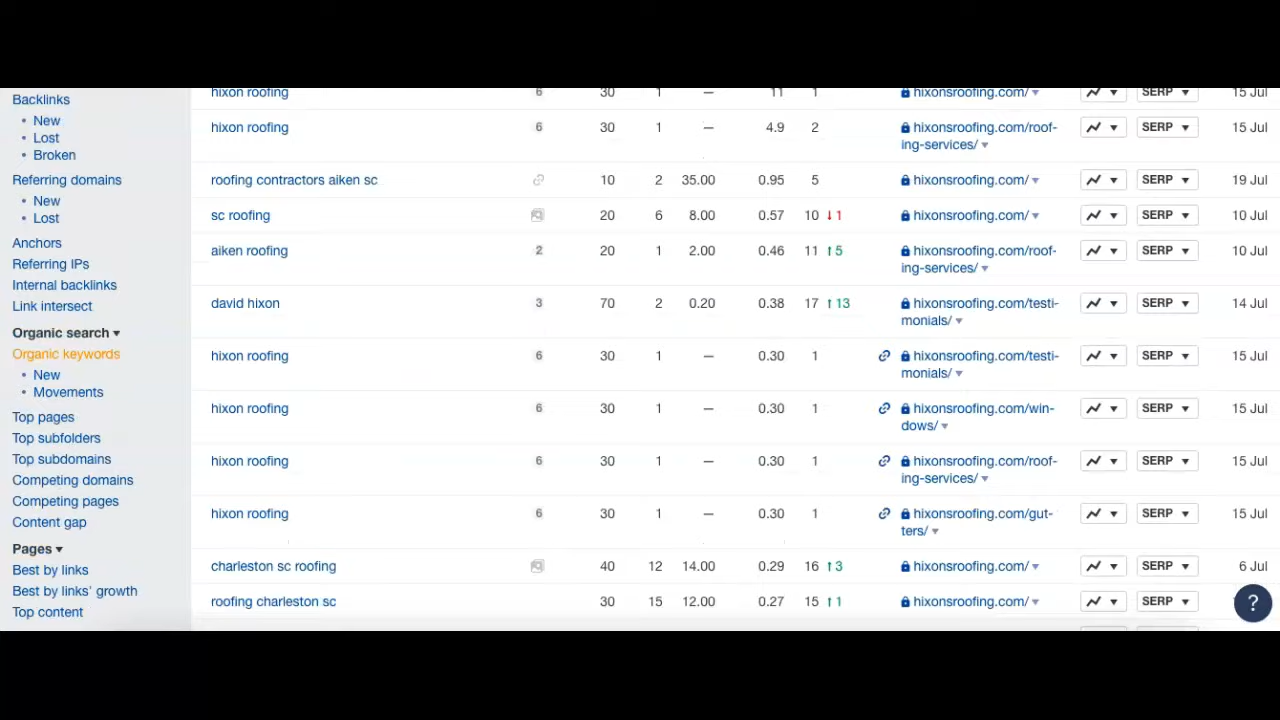 Backlinks
• New
• Lost
• Broken
Referring domains
• New
• Lost
Anchors
Referring IPs
Internal backlinks
Link intersect
Organic search
Organic keywords
• New
• Movements
Top pages
Top subfolders
Top subdomains
Competing domains
Competing pages
Content gap
Pages
Best by links
Best by links' growth
Top content
hixon roofing 6 30 1 — 11 1 hixonsroofing.com/ SERP 15 Jul
hixon roofing 6 30 1 — 4.9 2 hixonsroofing.com/roof-
ing-services/ SERP 15 Jul
roofing contractors aiken sc 10 2 35.00 0.95 5 hixonsroofing.com/ SERP 19 Jul
sc roofing 20 6 8.00 0.57 10 ↓1 hixonsroofing.com/ SERP 10 Jul
aiken roofing 2 20 1 2.00 0.46 11 ↑5 hixonsroofing.com/roof-
ing-services/ SERP 10 Jul
david hixon 3 70 2 0.20 0.38 17 ↑13 hixonsroofing.com/testi-
monials/ SERP 14 Jul
hixon roofing 6 30 1 — 0.30 1 hixonsroofing.com/testi-
monials/ SERP 15 Jul
hixon roofing 6 30 1 — 0.30 1 hixonsroofing.com/win-
dows/ SERP 15 Jul
hixon roofing 6 30 1 — 0.30 1 hixonsroofing.com/roof-
ing-services/ SERP 15 Jul
hixon roofing 6 30 1 — 0.30 1 hixonsroofing.com/gut-
ters/ SERP 15 Jul
charleston sc roofing 40 12 14.00 0.29 16 ↑3 hixonsroofing.com/ SERP 6 Jul
roofing charleston sc 30 15 12.00 0.27 15 ↑1 hixonsroofing.com/ SERP
?